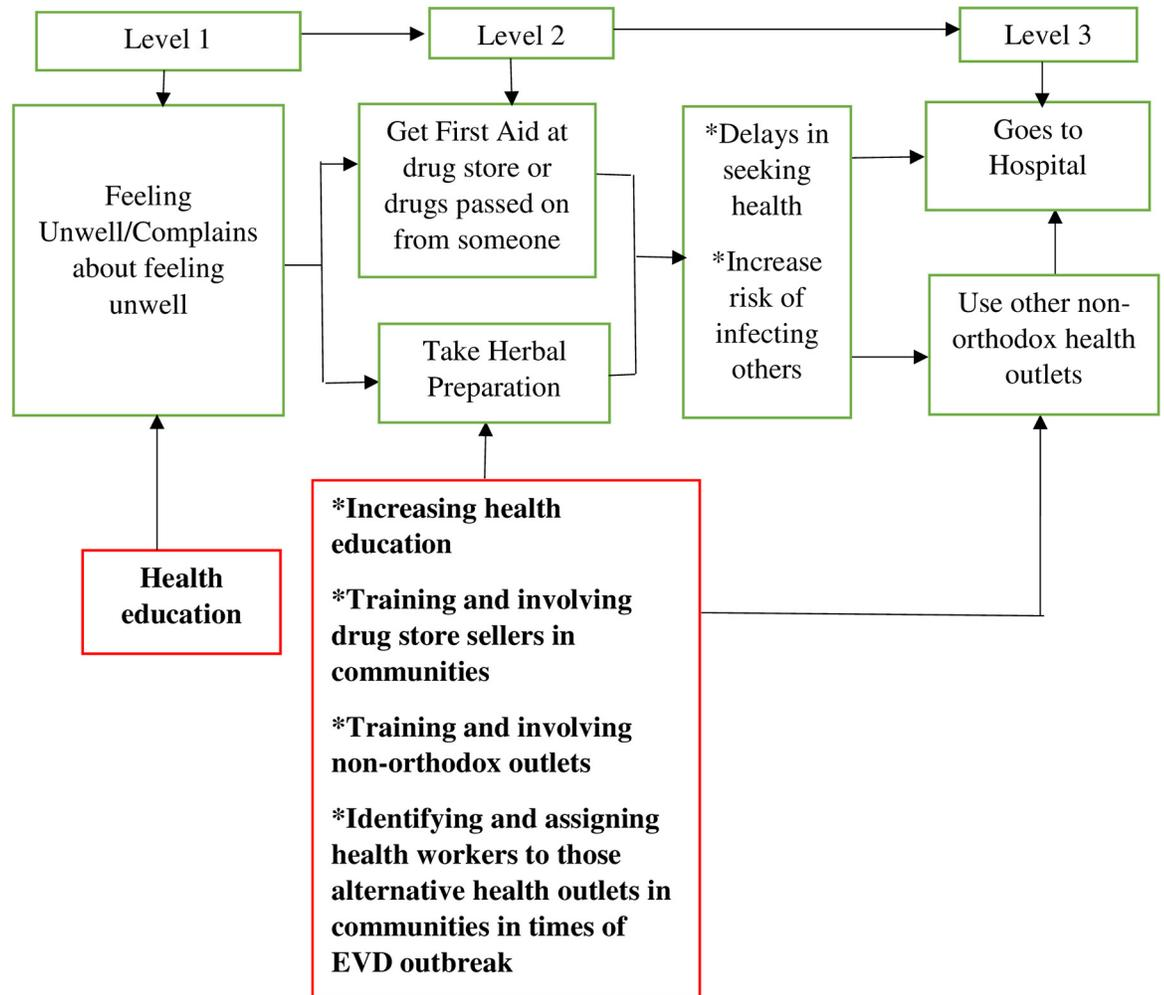 Level 1
Level 2
Level 3
Feeling
Unwell/Complains
about feeling
unwell
Get First Aid at
drug store or
drugs passed on
from someone
Take Herbal
Preparation
*Delays in
seeking
health
*Increase
risk of
infecting
others
Goes to
Hospital
Use other non-
orthodox health
outlets
Health
education
*Increasing health
education
*Training and involving
drug store sellers in
communities
*Training and involving
non-orthodox outlets
*Identifying and assigning
health workers to those
alternative health outlets in
communities in times of
EVD outbreak